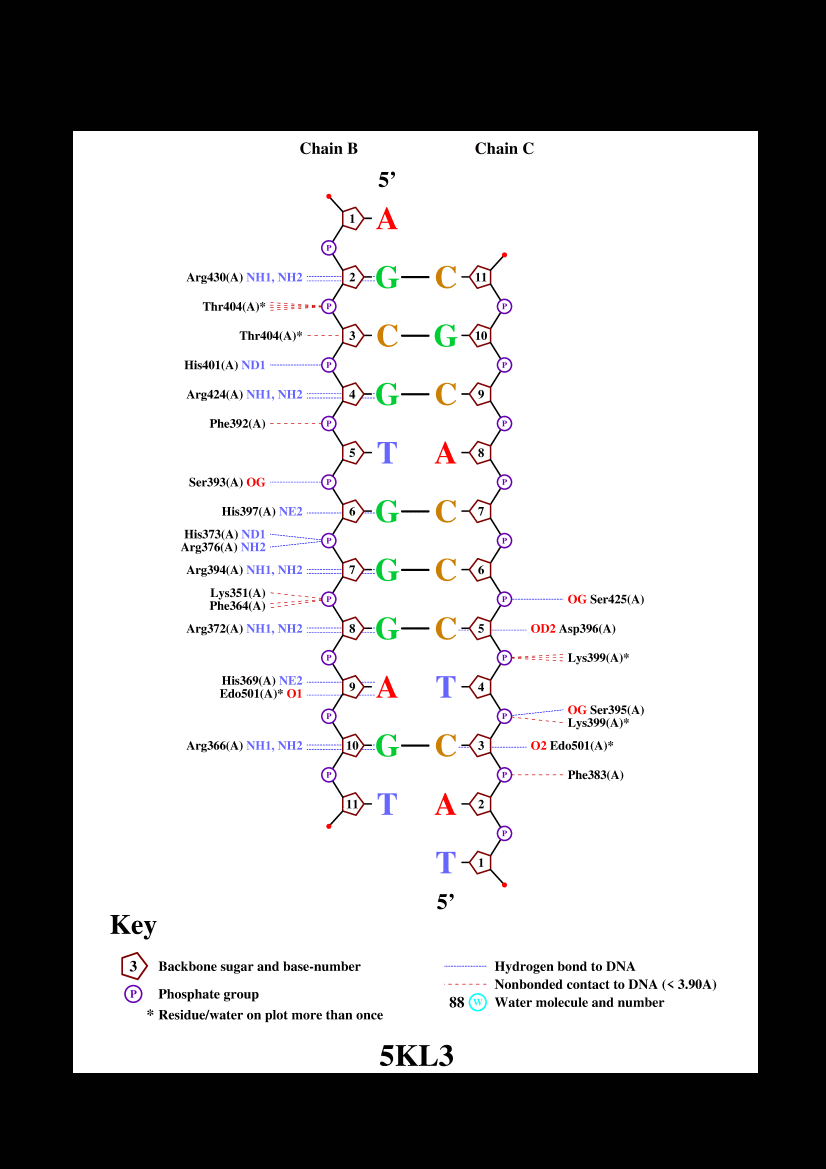 Chain B Chain C
5’
1 A
P
Arg430(A) NH1, NH2 2 G C 11
Thr404(A)* P P
Thr404(A)* 3 C G 10
His401(A) ND1 P P
Arg424(A) NH1, NH2 4 G C 9
Phe392(A) P P
5 T A 8
Ser393(A) OG P P
His397(A) NE2 6 G C 7
His373(A) ND1 P P
Arg376(A) NH2
Arg394(A) NH1, NH2 7 G C 6
Lys351(A) P P OG Ser425(A)
Phe364(A)
Arg372(A) NH1, NH2 8 G C 5 OD2 Asp396(A)
P P Lys399(A)*
His369(A) NE2 9 A T 4
Edo501(A)* O1
P P OG Ser395(A)
Lys399(A)*
Arg366(A) NH1, NH2 10 G C 3 O2 Edo501(A)*
P P Phe383(A)
11 T A 2
P
T 1
5’
Key
3 Backbone sugar and base-number
P Phosphate group
* Residue/water on plot more than once
Hydrogen bond to DNA
Nonbonded contact to DNA (< 3.90A)
88 W Water molecule and number
5KL3